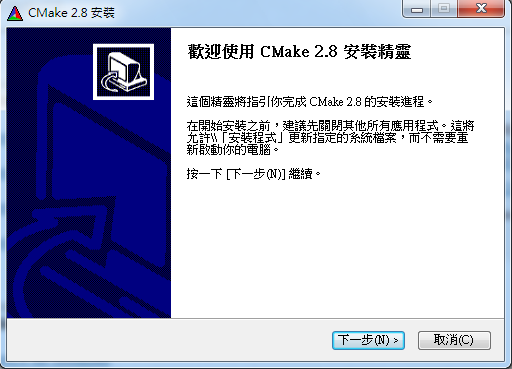 CMake 2.8 安裝
歡迎使用 CMake 2.8 安裝精靈
這個精靈將指引你完成 CMake 2.8 的安裝進程。
在開始安裝之前，建議先關閉其他所有應用程式。這將
允許\「安裝程式」更新指定的系統檔案，而不需要重
新啟動你的電腦。
按一下 [下一步(N)] 繼續。
下一步(N) >
取消(C)